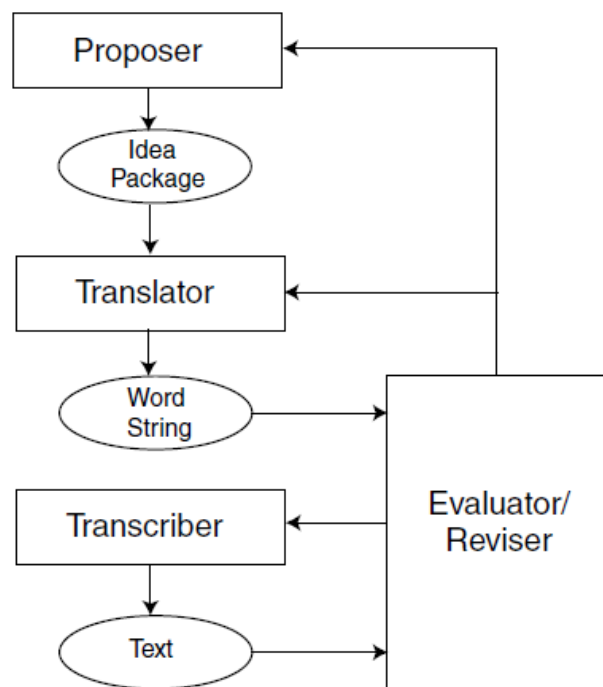 Proposer
Idea
Package
Translator
Word
String
Transcriber
Evaluator/
Reviser
Text